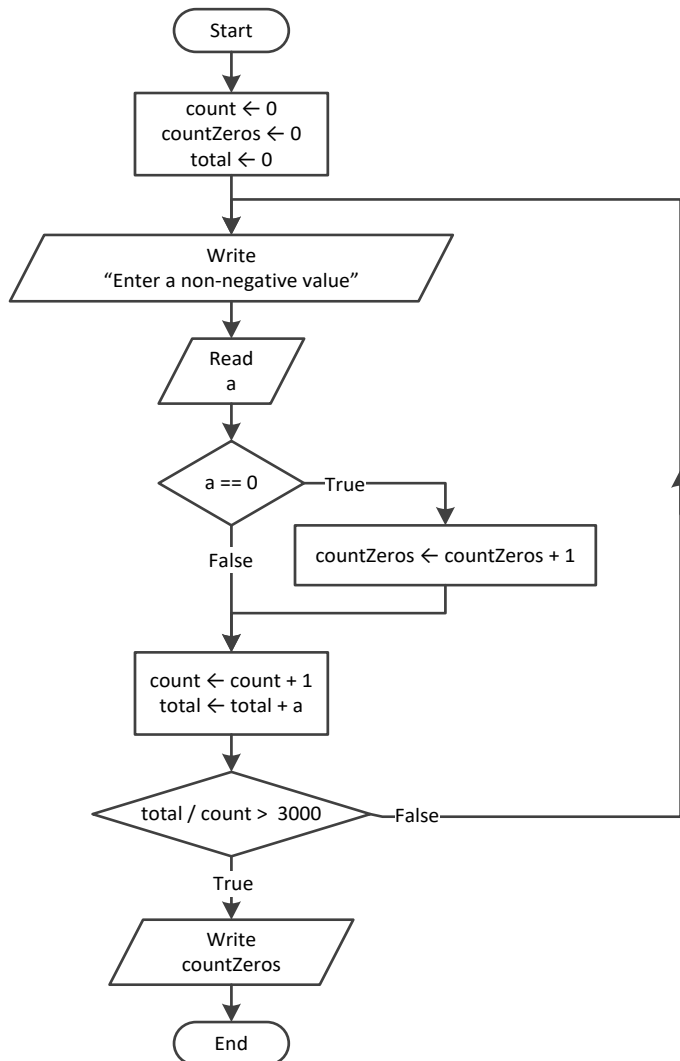 Start
count ← 0
countZeros ← 0
total ← 0
Write
“Enter a non-negative value”
Read
a
a == 0
True
countZeros ← countZeros + 1
False
count ← count + 1
total ← total + a
total / count >  3000
False
True
Write
countZeros
End